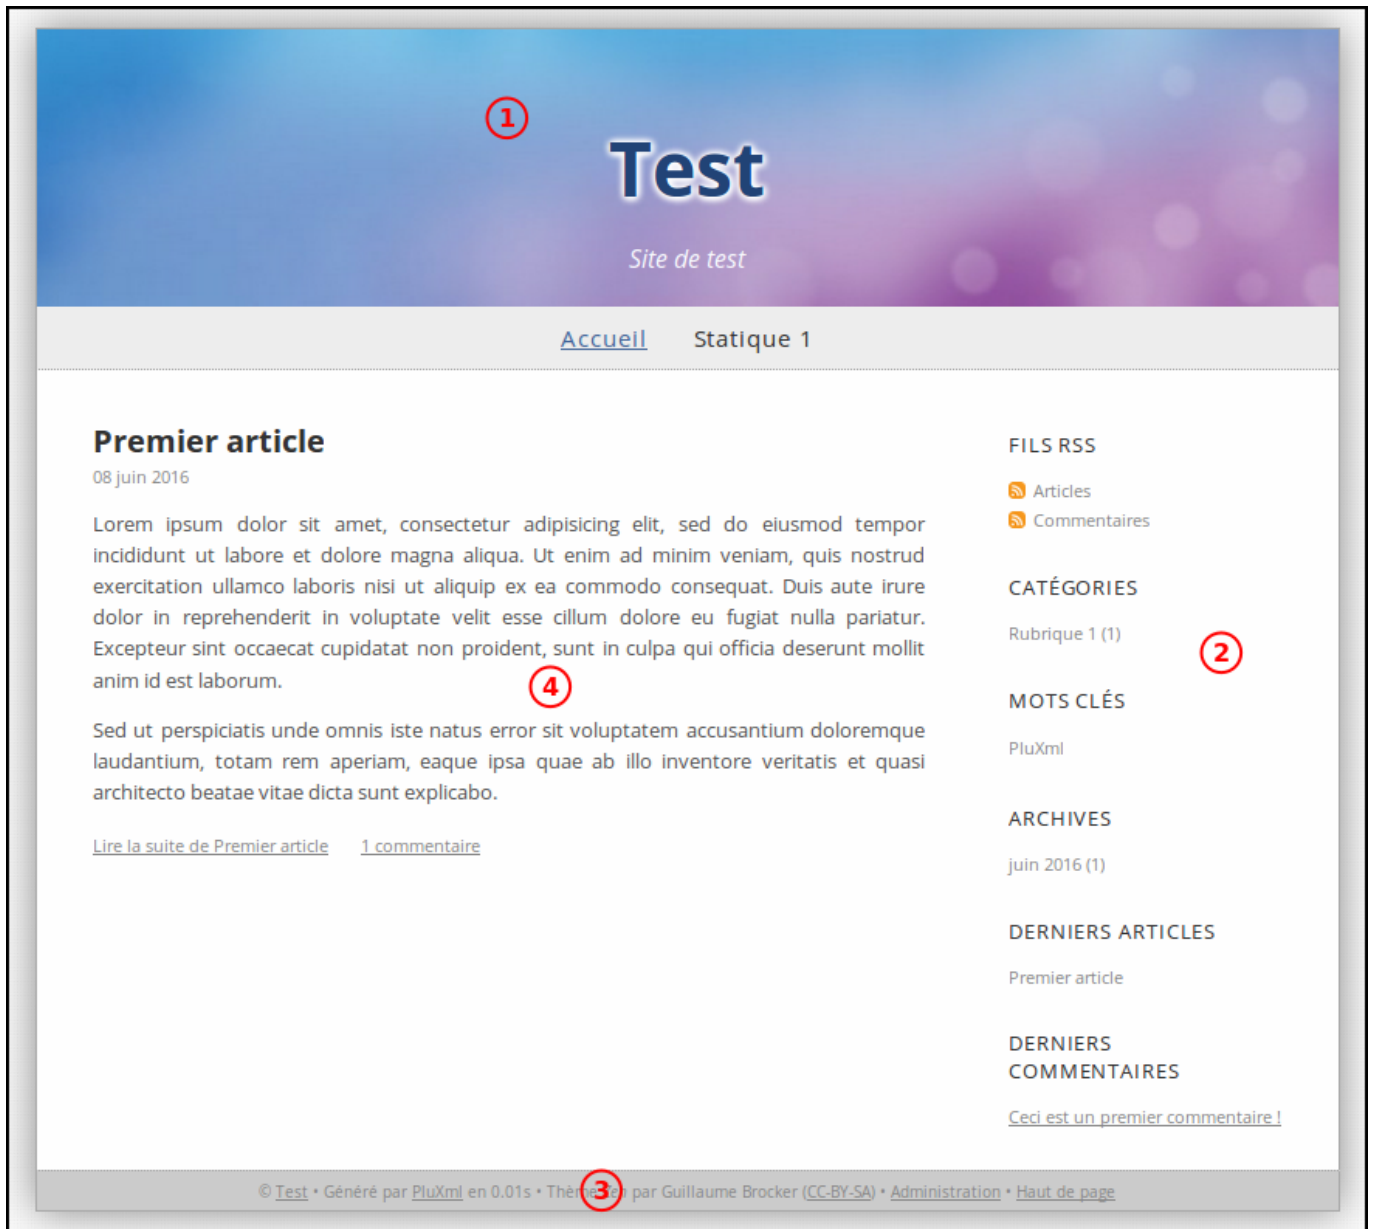 1
Test
Site de test
Accueil Statique 1
Premier article
08 juin 2016
Lorem ipsum dolor sit amet, consectetur adipisicing elit, sed do eiusmod tempor
incididunt ut labore et dolore magna aliqua. Ut enim ad minim veniam, quis nostrud
exercitation ullamco laboris nisi ut aliquip ex ea commodo consequat. Duis aute irure
dolor in reprehenderit in voluptate velit esse cillum dolore eu fugiat nulla pariatur.
Excepteur sint occaecat cupidatat non proident, sunt in culpa qui officia deserunt mollit
anim id est laborum.
4
Sed ut perspiciatis unde omnis iste natus error sit voluptatem accusantium doloremque
laudantium, totam rem aperiam, eaque ipsa quae ab illo inventore veritatis et quasi
architecto beatae vitae dicta sunt explicabo.
Lire la suite de Premier article 1 commentaire
FILS RSS
Articles
Commentaires
CATÉGORIES
Rubrique 1 (1)
2
MOTS CLÉS
PluXml
ARCHIVES
juin 2016 (1)
DERNIERS ARTICLES
Premier article
DERNIERS
COMMENTAIRES
Ceci est un premier commentaire !
© Test • Généré par PluXml en 0.01s • Thème par Guillaume Brocker (CC-BY-SA) • Administration • Haut de page
3